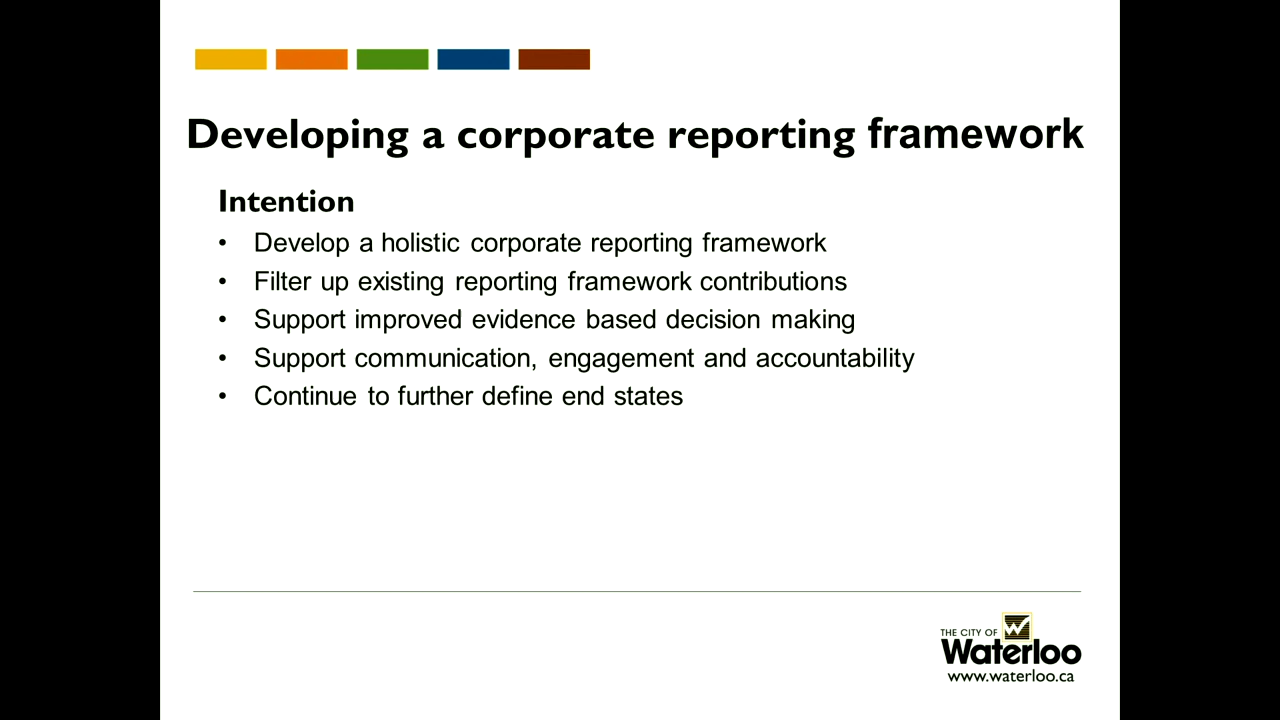 Developing a corporate reporting framework
Intention
• Develop a holistic corporate reporting framework
• Filter up existing reporting framework contributions
• Support improved evidence based decision making
• Support communication, engagement and accountability
• Continue to further define end states
THE CITY OF
Waterloo
www.waterloo.ca